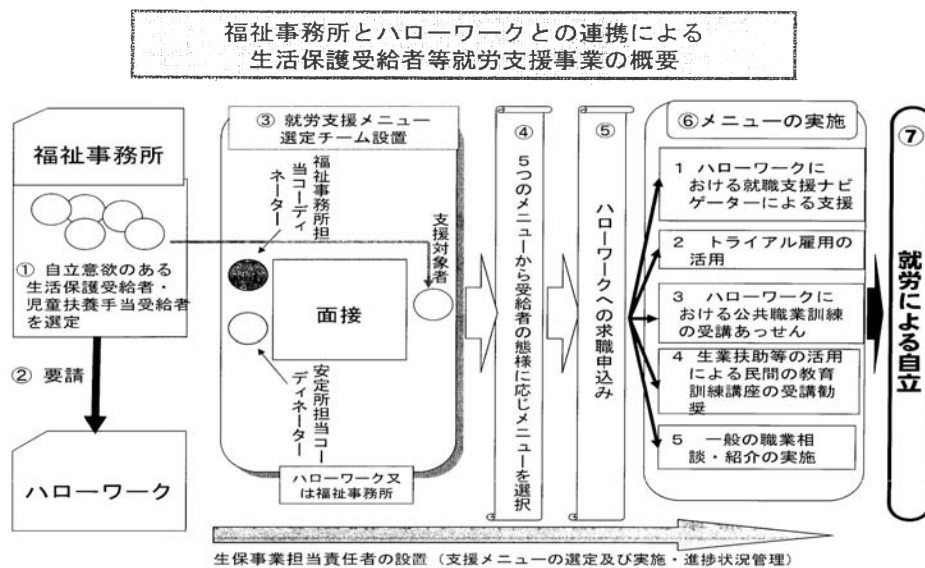 福祉事務所とハローワークとの連携による
生活保護受給者等就労支援事業の概要
福祉事務所
① 自立意欲のある
生活保護受給者・
児童扶養手当受給者
を選定
② 要請
ハローワーク
③ 就労支援メニュー
選定チーム設置
福祉事務所担
当コーディ
ネーター
支援対象者
面接
安定所担当コー
ディネーター
ハローワーク又
は福祉事務所
④ 5つのメニューから受給者の態様に応じメニューを選択
⑤ ハローワークへの求職申込み
⑥メニューの実施
1 ハローワークに
おける就職支援ナビ
ゲーターによる支援
2 トライアル雇用の
活用
3 ハローワークに
おける公共職業訓練
の受講あっせん
4 生業扶助等の活用
による民間の教育
訓練講座の受講勧
奨
5 一般の職業相
談・紹介の実施
⑦ 就労による自立
生保事業担当責任者の設置（支援メニューの選定及び実施・進捗状況管理）